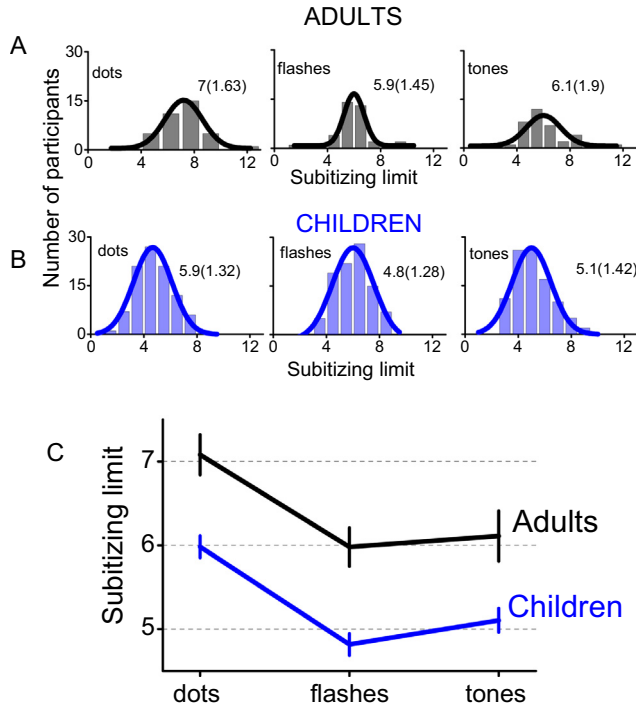 ADULTS
A
Number of participants
30
15
0
dots
7(1.63)
flashes
5.9(1.45)
tones
6.1(1.9)
0 4 8 12
0 4 8 12
0 4 8 12
Subitizing limit
CHILDREN
B
30
15
0
dots
5.9(1.32)
flashes
4.8(1.28)
tones
5.1(1.42)
0 4 8 12
0 4 8 12
0 4 8 12
Subitizing limit
C
Subitizing limit
7
6
5
Adults
Children
dots flashes tones